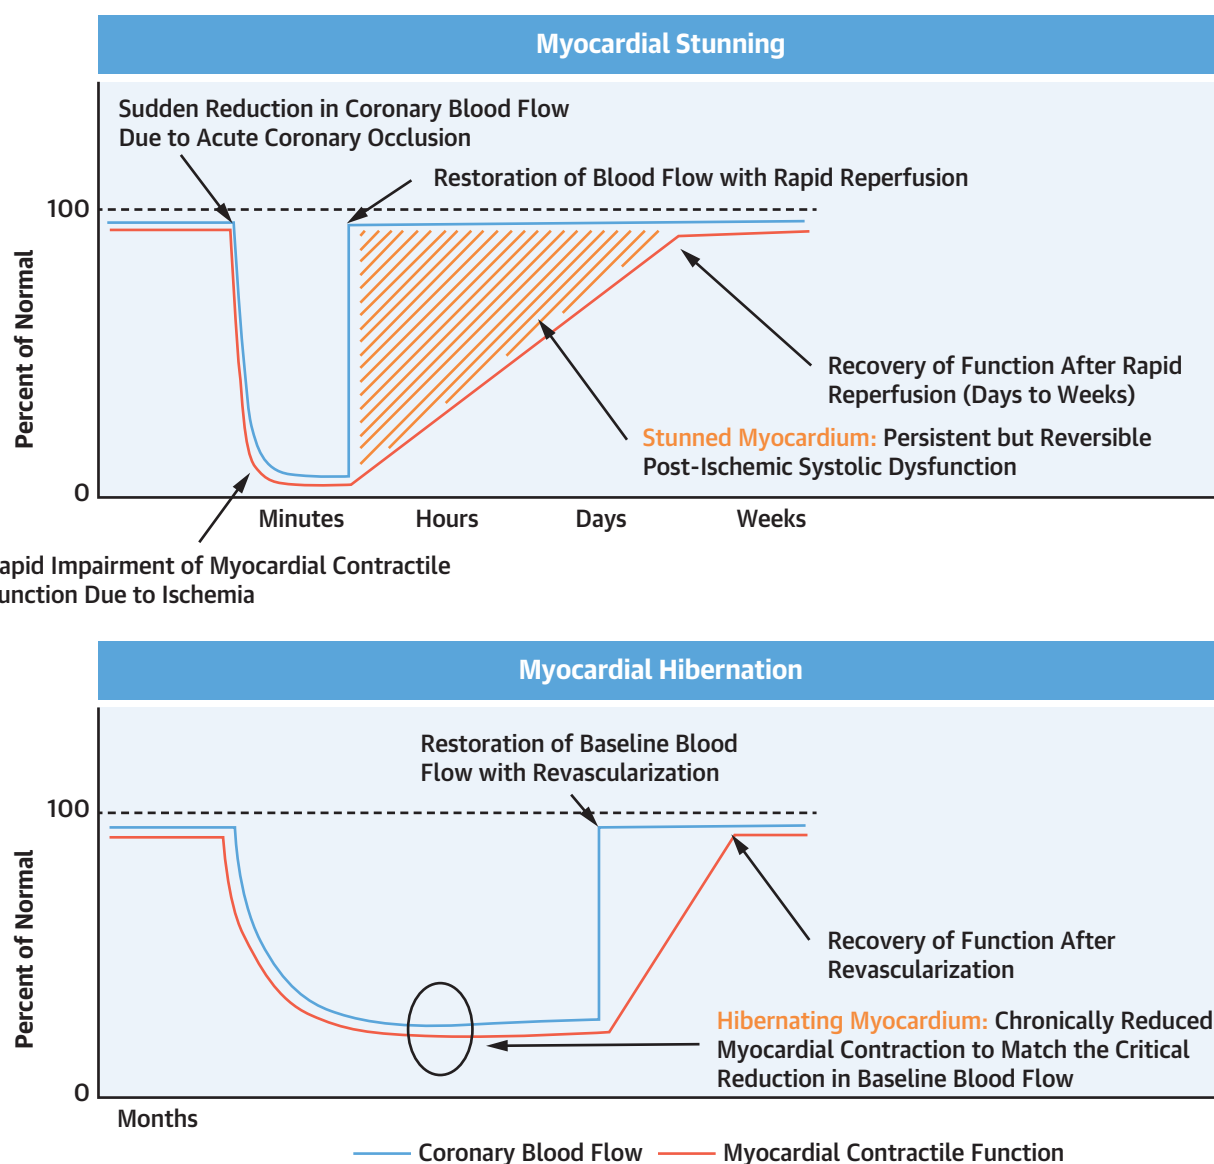 Myocardial Stunning
Sudden Reduction in Coronary Blood Flow
Due to Acute Coronary Occlusion
Restoration of Blood Flow with Rapid Reperfusion
100
Percent of Normal
Recovery of Function After Rapid
Reperfusion (Days to Weeks)
Stunned Myocardium: Persistent but Reversible
Post-Ischemic Systolic Dysfunction
0
Minutes
Hours
Days
Weeks
apid Impairment of Myocardial Contractile
unction Due to Ischemia
Myocardial Hibernation
Restoration of Baseline Blood
Flow with Revascularization
100
Percent of Normal
Recovery of Function After
Revascularization
Hibernating Myocardium: Chronically Reduced
Myocardial Contraction to Match the Critical
Reduction in Baseline Blood Flow
0
Months
Coronary Blood Flow
Myocardial Contractile Function